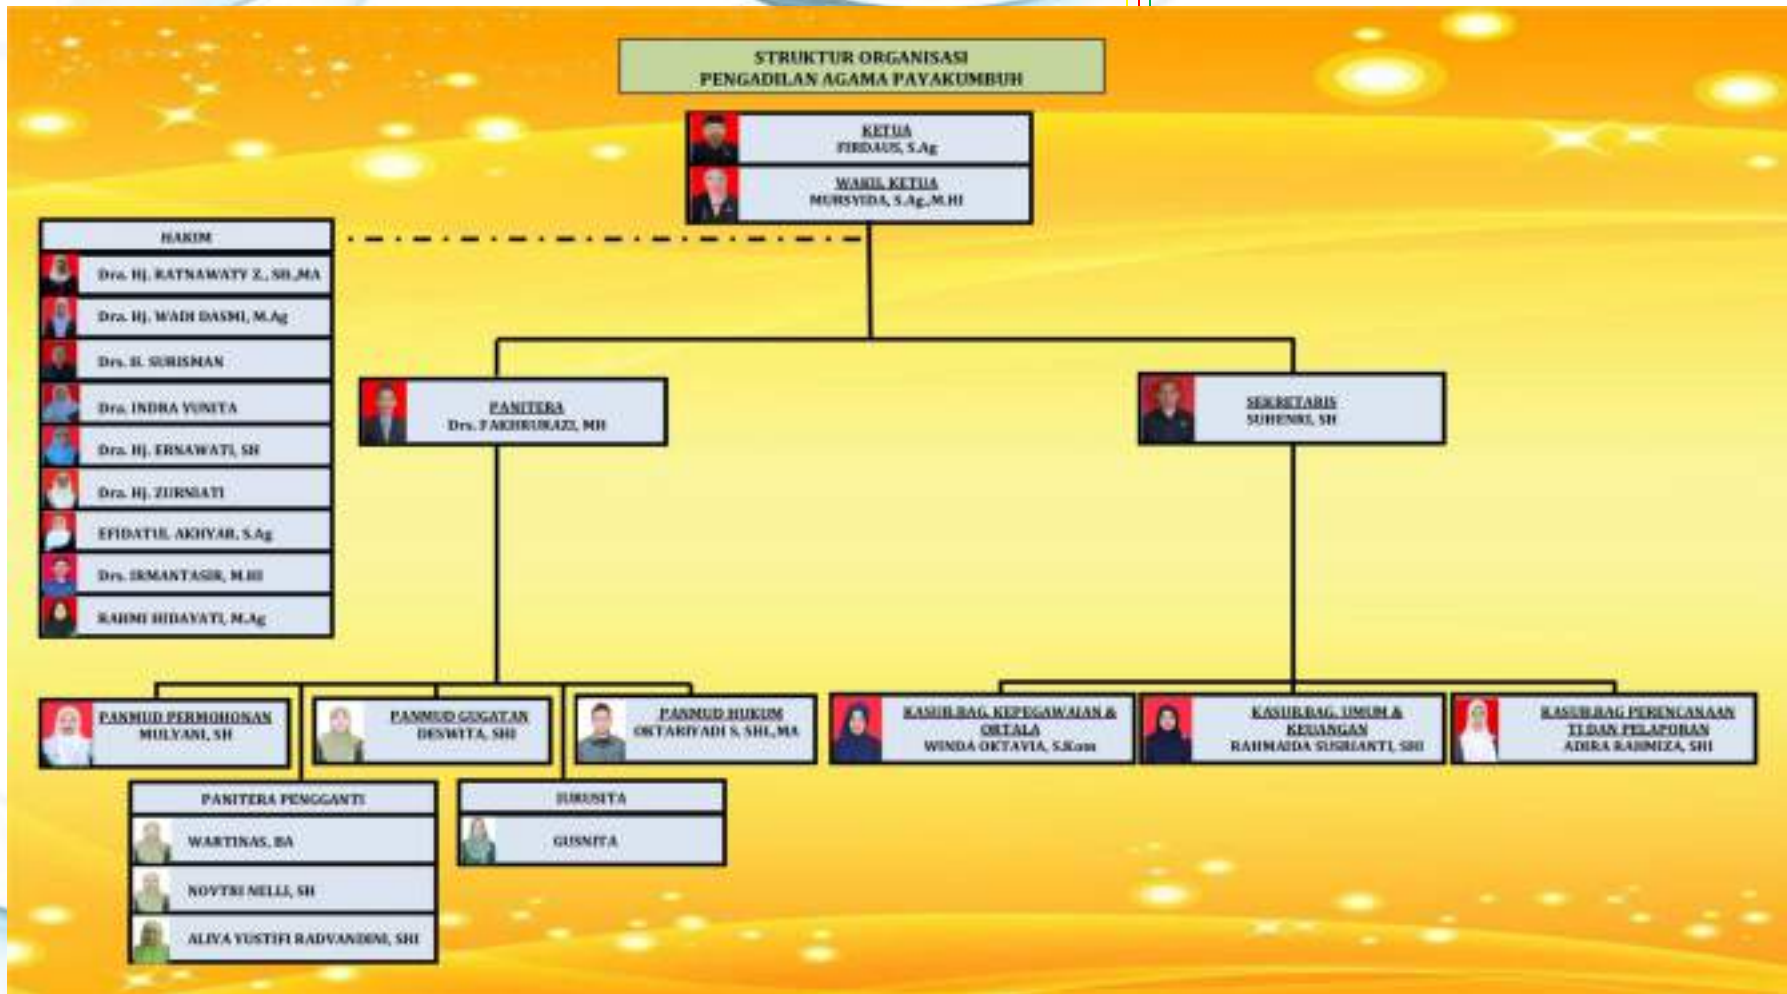 STRUKTUR ORGANISASI
PENGADILAN AGAMA PAYAKUMBUH
KETUA
FIRDAUS, S.Ag
WAKIL KETUA
MURSYIDA, S.Ag.,M.HI
HAKIM
Dra. Hj. RATNAWATY Z., SH.,MA
Dra. Hj. WADI DASMI, M.Ag
Drs. H. SURISMAN
Dra. INDRA YUNITA
Dra. Hj. ERNAWATI, SH
Dra. Hj. ZURNIATI
EFIDATUL AKHYAR, S.Ag
Drs. IRMANTASIR, M.HI
RAHMI HIDAYATI, M.Ag
PANITERA
Drs. FAKHRURAZI, MH
SEKRETARIS
SUHENRI, SH
PANMUD PERMOHONAN
MULYANI, SH
PANMUD GUGATAN
DESWITA, SHI
PANMUD HUKUM
OKTARIYADI S, SHI.,MA
KASUB.BAG. KEPEGAWAIAN &
ORTALA
WINDA OKTAVIA, S.Kom
KASUB.BAG. UMUM &
KEUANGAN
RAHMAIDA SUSRIANTI, SHI
KASUB.BAG PERENCANAAN
TI DAN PELAPORAN
ADIRA RAHMIZA, SHI
PANITERA PENGGANTI
WARTINAS, BA
NOVTRI NELLI, SH
ALIVA YUSTIFI RADVANDINI, SHI
JURUSITA
GUSNITA